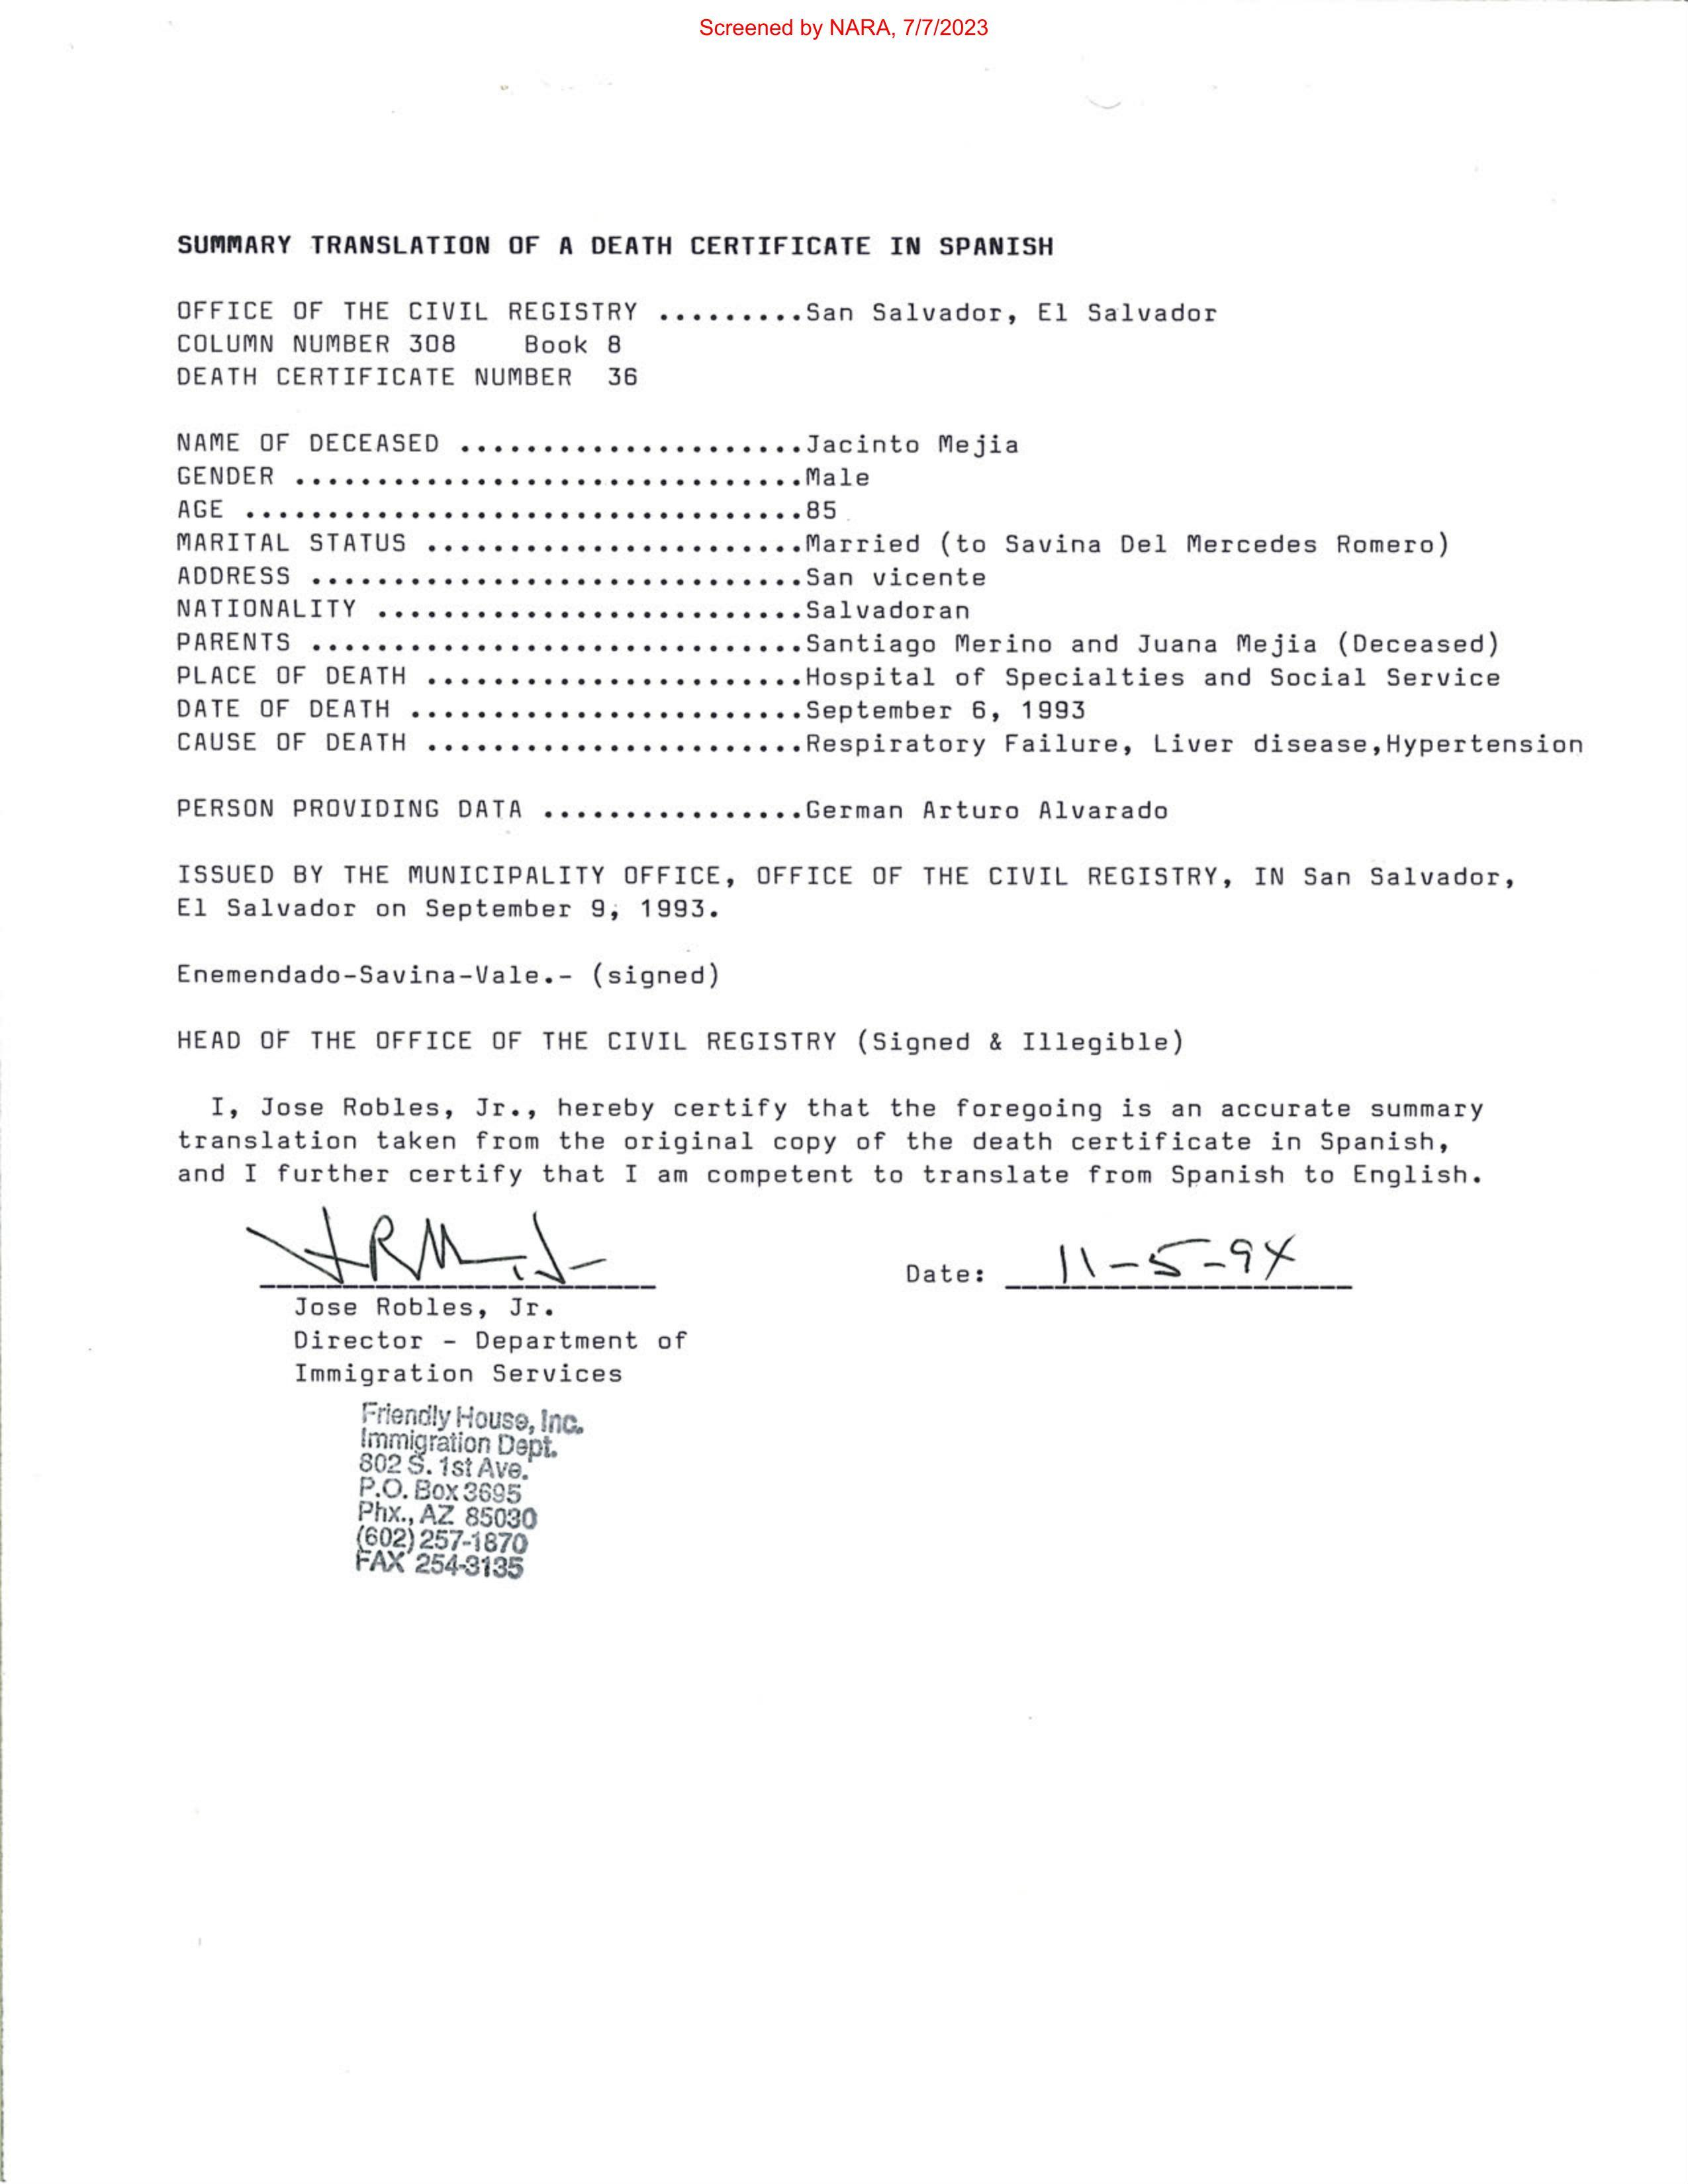 Screened by NARA, 7/7/2023
SUMMARY TRANSLATION OF A DEATH CERTIFICATE IN SPANISH
OFFICE OF THE CIVIL REGISTRY .........San Salvador, El Salvador
COLUMN NUMBER 308 Book 8
DEATH CERTIFICATE NUMBER 36
NAME OF DECEASED .....................Jacinto Mejia
GENDER ...............................Male
AGE ..................................85
MARITAL STATUS .......................Married (to Savina Del Mercedes Romero)
ADDRESS ..............................San vicente
NATIONALITY ..........................Salvadoran
PARENTS ..............................Santiago Merino and Juana Mejia (Deceased)
PLACE OF DEATH .......................Hospital of Specialties and Social Service
DATE OF DEATH ........................September 6, 1993
CAUSE OF DEATH .......................Respiratory Failure, Liver disease,Hypertension
PERSON PROVIDING DATA ................German Arturo Alvarado
ISSUED BY THE MUNICIPALITY OFFICE, OFFICE OF THE CIVIL REGISTRY, IN San Salvador,
El Salvador on September 9, 1993.
Enemendado-Savina-Vale.- (signed)
HEAD OF THE OFFICE OF THE CIVIL REGISTRY (Signed & Illegible)
I, Jose Robles, Jr., hereby certify that the foregoing is an accurate summary
translation taken from the original copy of the death certificate in Spanish,
and I further certify that I am competent to translate from Spanish to English.
Date: 11-5-94
Jose Robles, Jr.
Director - Department of
Immigration Services
Friendly House, Inc.
Immigration Dept.
802 S. 1st Ave.
P.O. Box 3695
Phx., AZ 85030
(602) 257-1870
FAX 254-3135